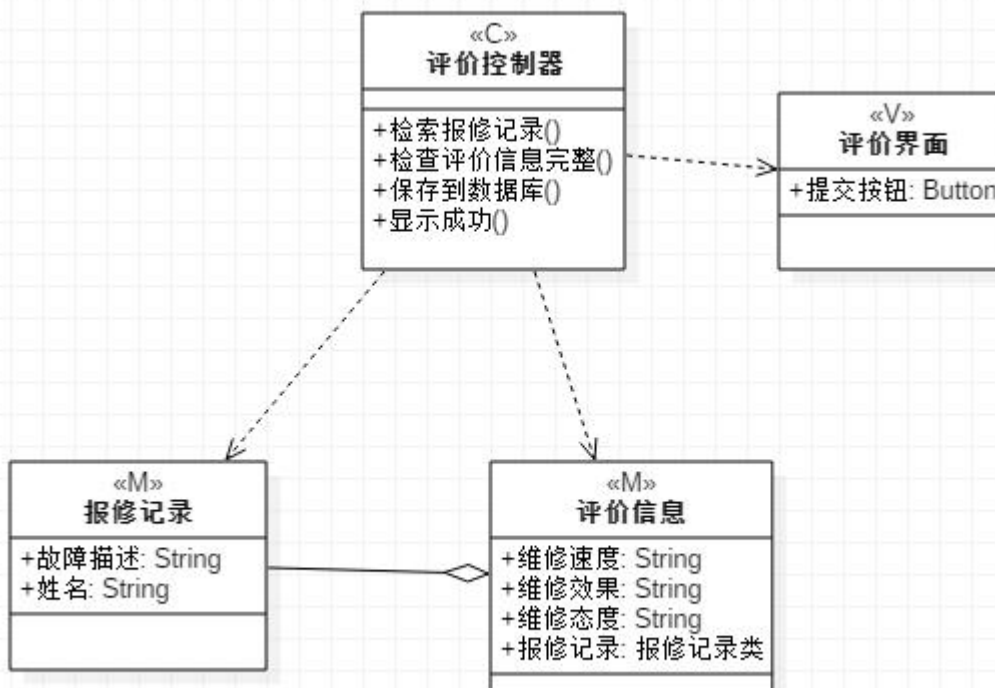 «C»
评价控制器
+检索报修记录()
+检查评价信息完整()
+保存到数据库()
+显示成功()
«V»
评价界面
+提交按钮: Button
«M»
报修记录
+故障描述: String
+姓名: String
«M»
评价信息
+维修速度: String
+维修效果: String
+维修态度: String
+报修记录: 报修记录类